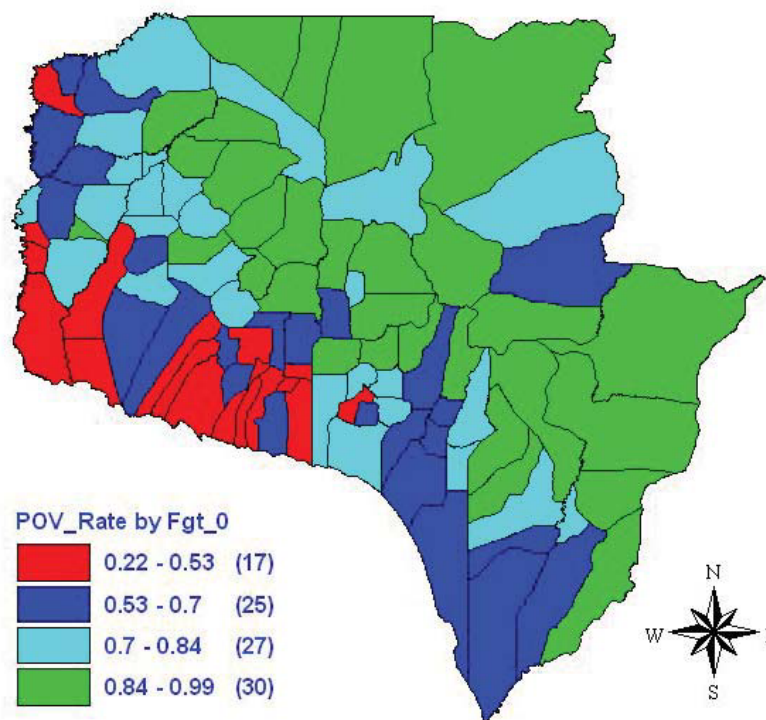 POV_Rate by Fgt_0
0.22 - 0.53 (17)
0.53 - 0.7 (25)
0.7 - 0.84 (27)
0.84 - 0.99 (30)
N
W
S